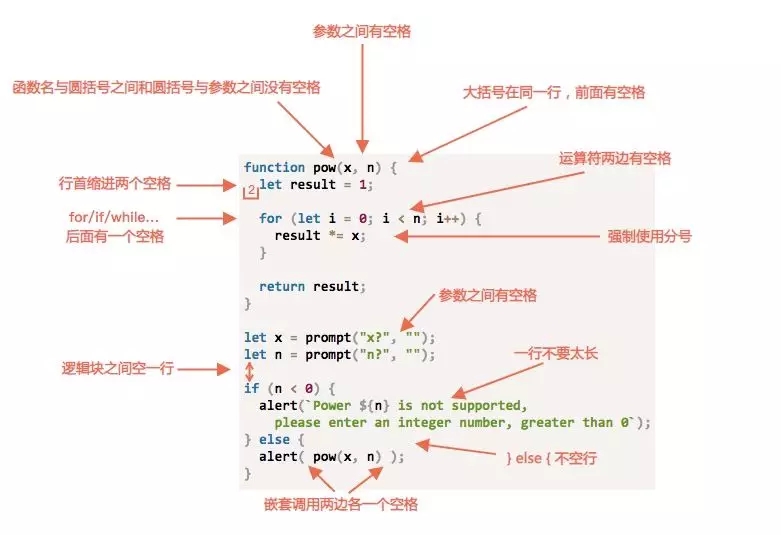 参数之间有空格
函数名与圆括号之间和圆括号与参数之间没有空格
大括号在同一行，前面有空格
function pow(x, n) {
运算符两边有空格
行首缩进两个空格
2
let result = 1;
for/if/while…
后面有一个空格
for (let i = 0; i < n; i++) {
result *= x;
强制使用分号
}
return result;
}
参数之间有空格
let x = prompt("x?", "");
let n = prompt("n?", "");
一行不要太长
逻辑块之间空一行
if (n < 0) {
alert(`Power ${n} is not supported,
please enter an integer number, greater than 0`);
} else {
} else { 不空行
alert( pow(x, n) );
}
嵌套调用两边各一个空格